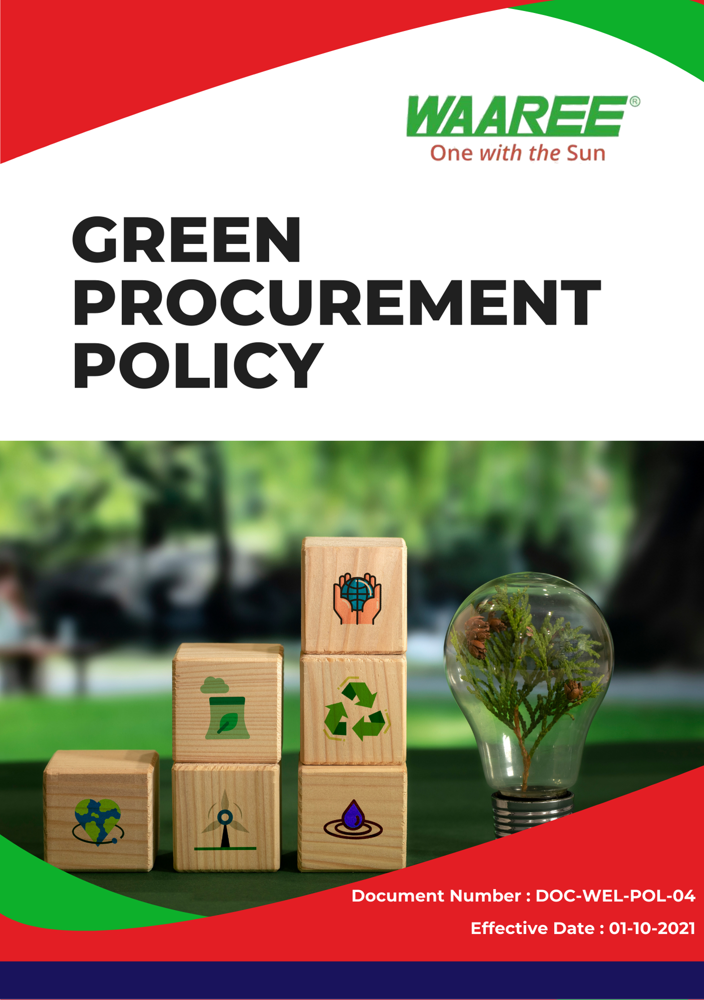 WAAREE®
One with the Sun
GREEN
PROCUREMENT
POLICY
Document Number : DOC-WEL-POL-04
Effective Date : 01-10-2021